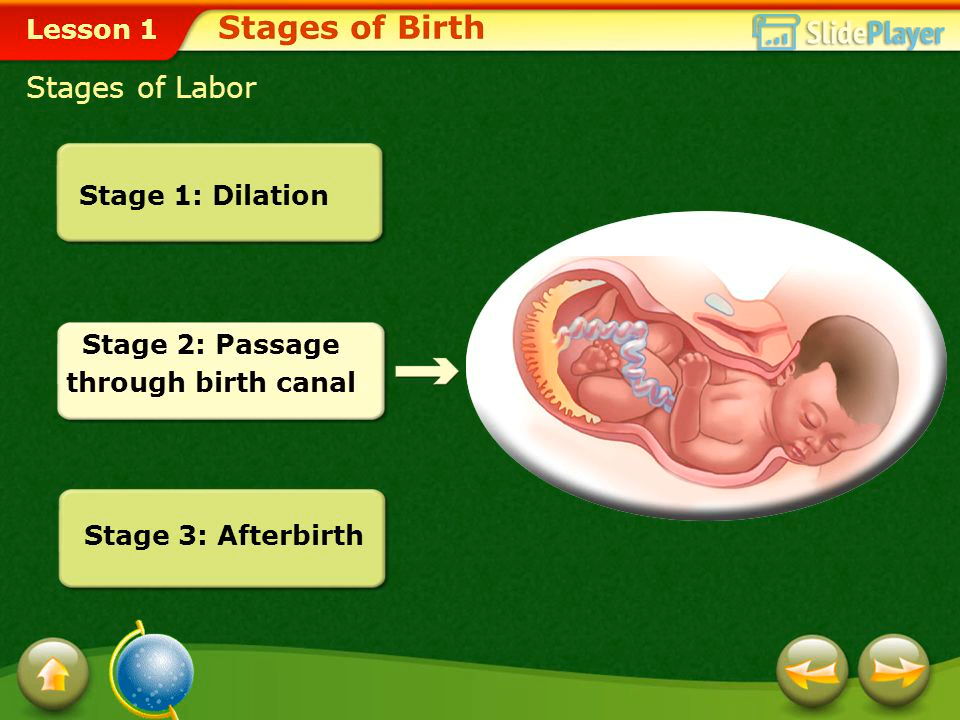 Lesson 1
Stages of Birth
SlidePlayer
Stages of Labor
Stage 1: Dilation
Stage 2: Passage
through birth canal
Stage 3: Afterbirth